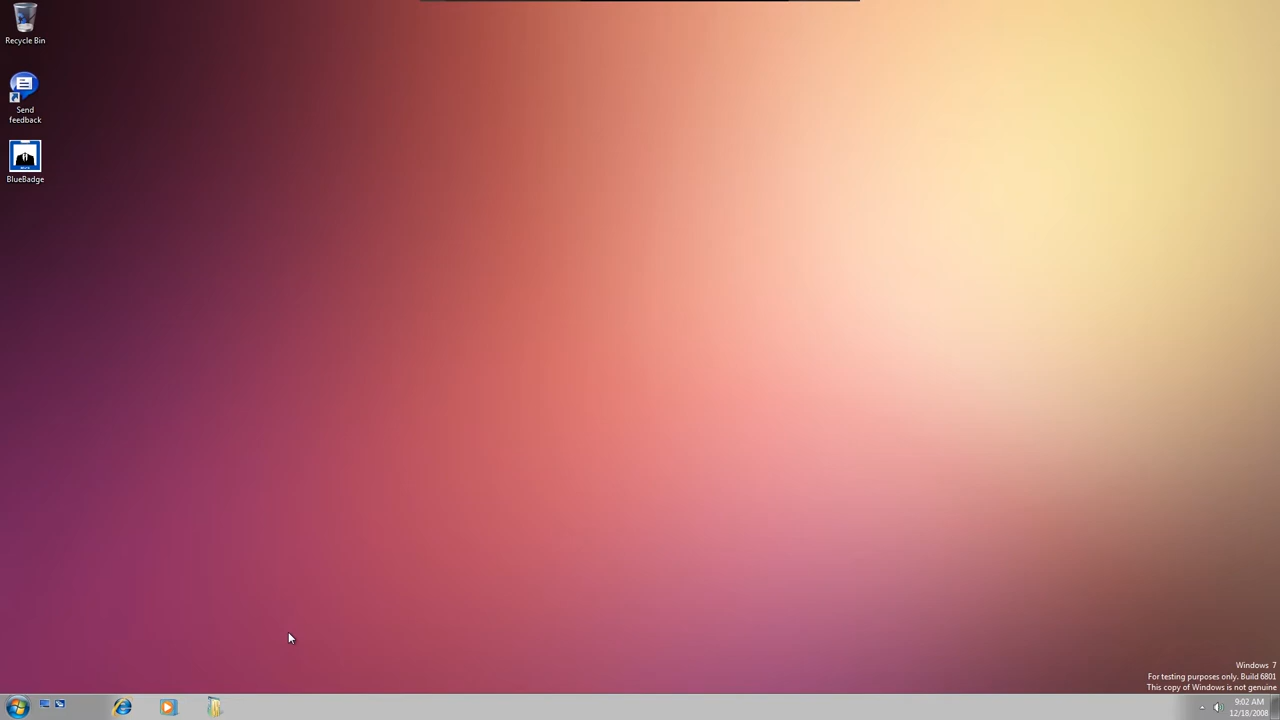 Recycle Bin
Send
feedback
BlueBadge
Windows 7
For testing purposes only. Build 6801
This copy of Windows is not genuine
9:02 AM
12/18/2008